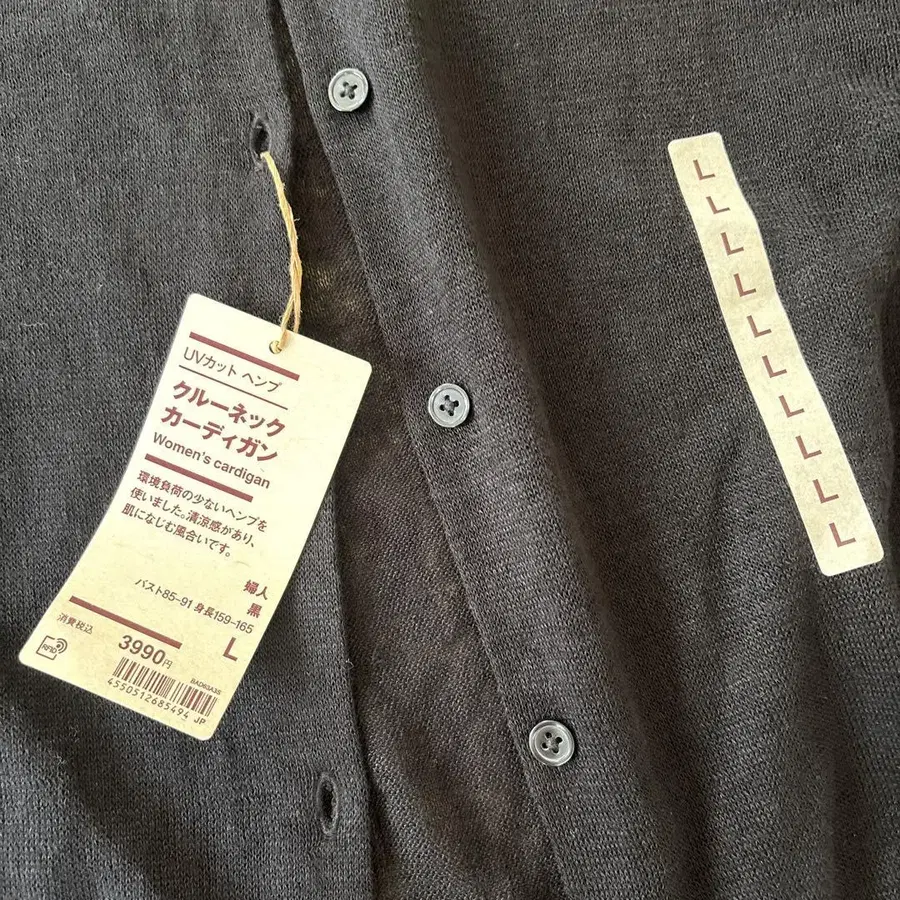 UVカット ヘンプ
クルーネック
カーディガン
Women's cardigan
環境負荷の少ないヘンプを
使いました。清涼感があり、
肌になじむ風合いです。
婦人
黒
バスト85-91 身長159-165
L
消費税込
3990円
RFID
BAD63A3S
4550512685494 JP
L
L
L
L
L
L
L
L
L
L